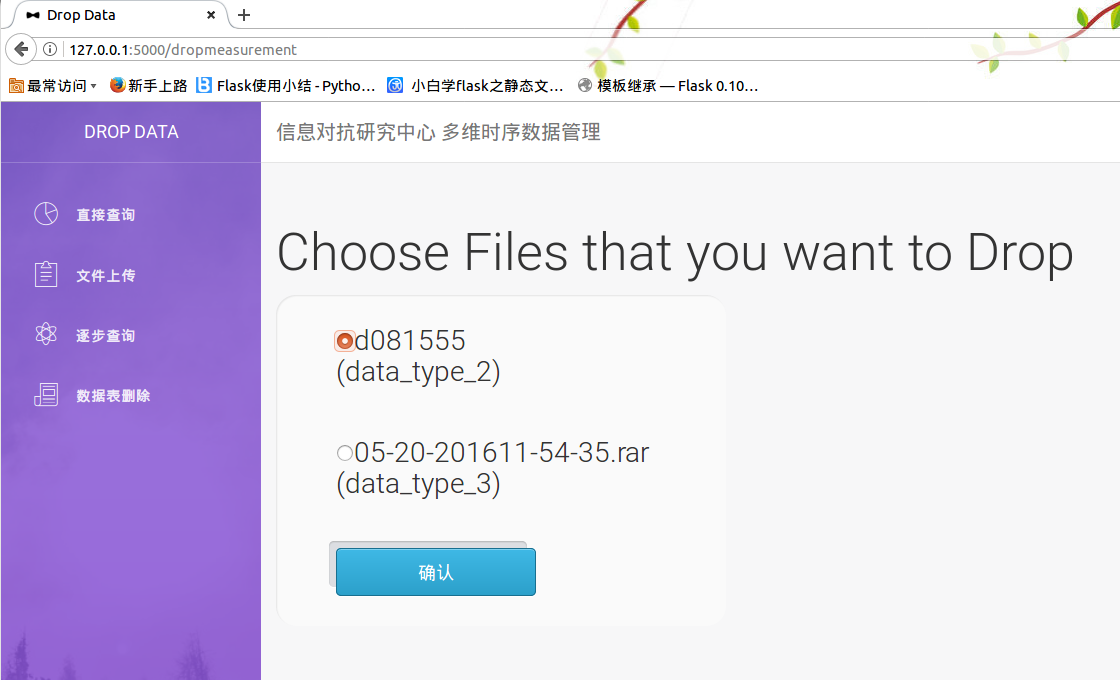 Drop Data
127.0.0.1:5000/dropmeasurement
最常访问 新手上路 Flask使用小结 - Pytho... 小白学flask之静态文... 模板继承 — Flask 0.10...
DROP DATA
信息对抗研究中心 多维时序数据管理
直接查询
文件上传
逐步查询
数据表删除
Choose Files that you want to Drop
d081555
(data_type_2)
05-20-201611-54-35.rar
(data_type_3)
确认